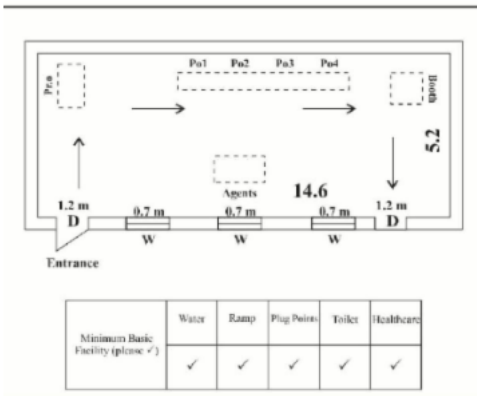 Po1 Po2 Po3 Po4
Pr.o
Booth
5.2
Agents
14.6
1.2 m 0.7 m 0.7 m 0.7 m 1.2 m
D D
W W W
Entrance
Minimum Basic
Facility (please ✓)
Water Ramp Plug Points Toilet Healthcare
✓ ✓ ✓ ✓ ✓